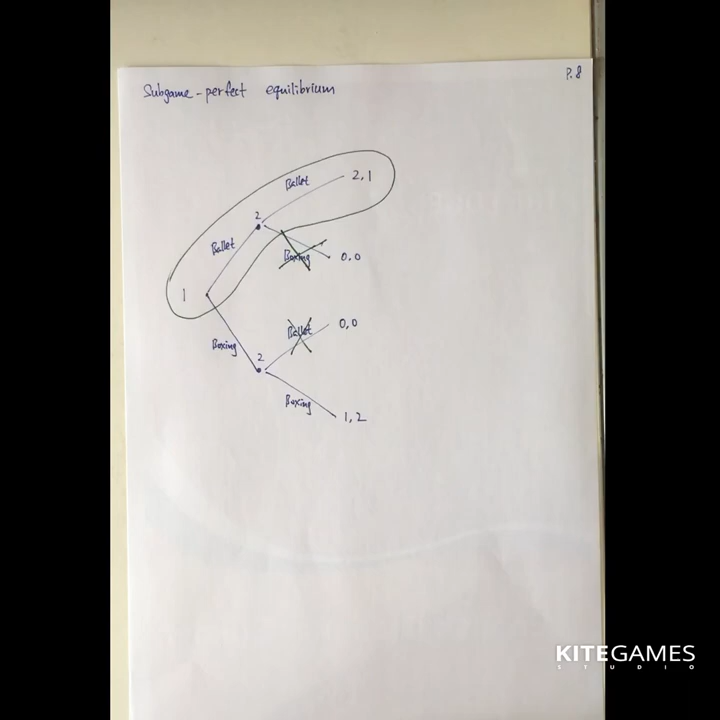 P.8
Subgame-perfect equilibrium
Ballet
2,1
2
Ballet
Boxing
0,0
1
Ballet
0,0
Boxing
2
Boxing
1,2
KITEGAMES
STUDIO